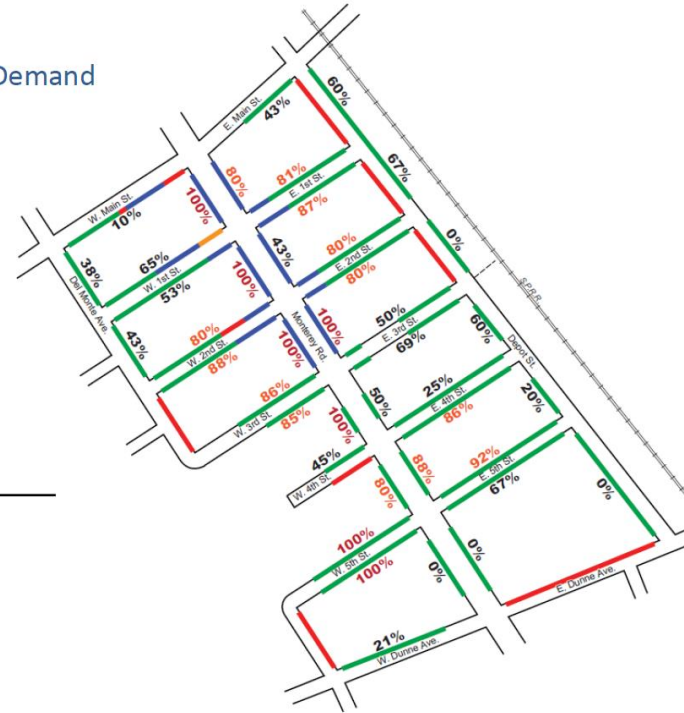 Demand
60%
E. Main St.
43%
67%
80%
81%
E. 1st St.
87%
W. Main St.
10%
100%
0%
43%
80%
E. 2nd St.
80%
38%
65%
W. 1st St.
53%
100%
S.P.R.R.
Del Monte Ave.
43%
80%
W. 2nd St.
88%
100%
Monterey Rd.
100%
50%
E. 3rd St.
69%
60%
Depot St.
86%
W. 3rd St.
85%
100%
50%
25%
E. 4th St.
86%
20%
45%
W. 4th St.
80%
88%
92%
E. 5th St.
67%
0%
100%
W. 5th St.
100%
0%
0%
E. Dunne Ave.
21%
W. Dunne Ave.